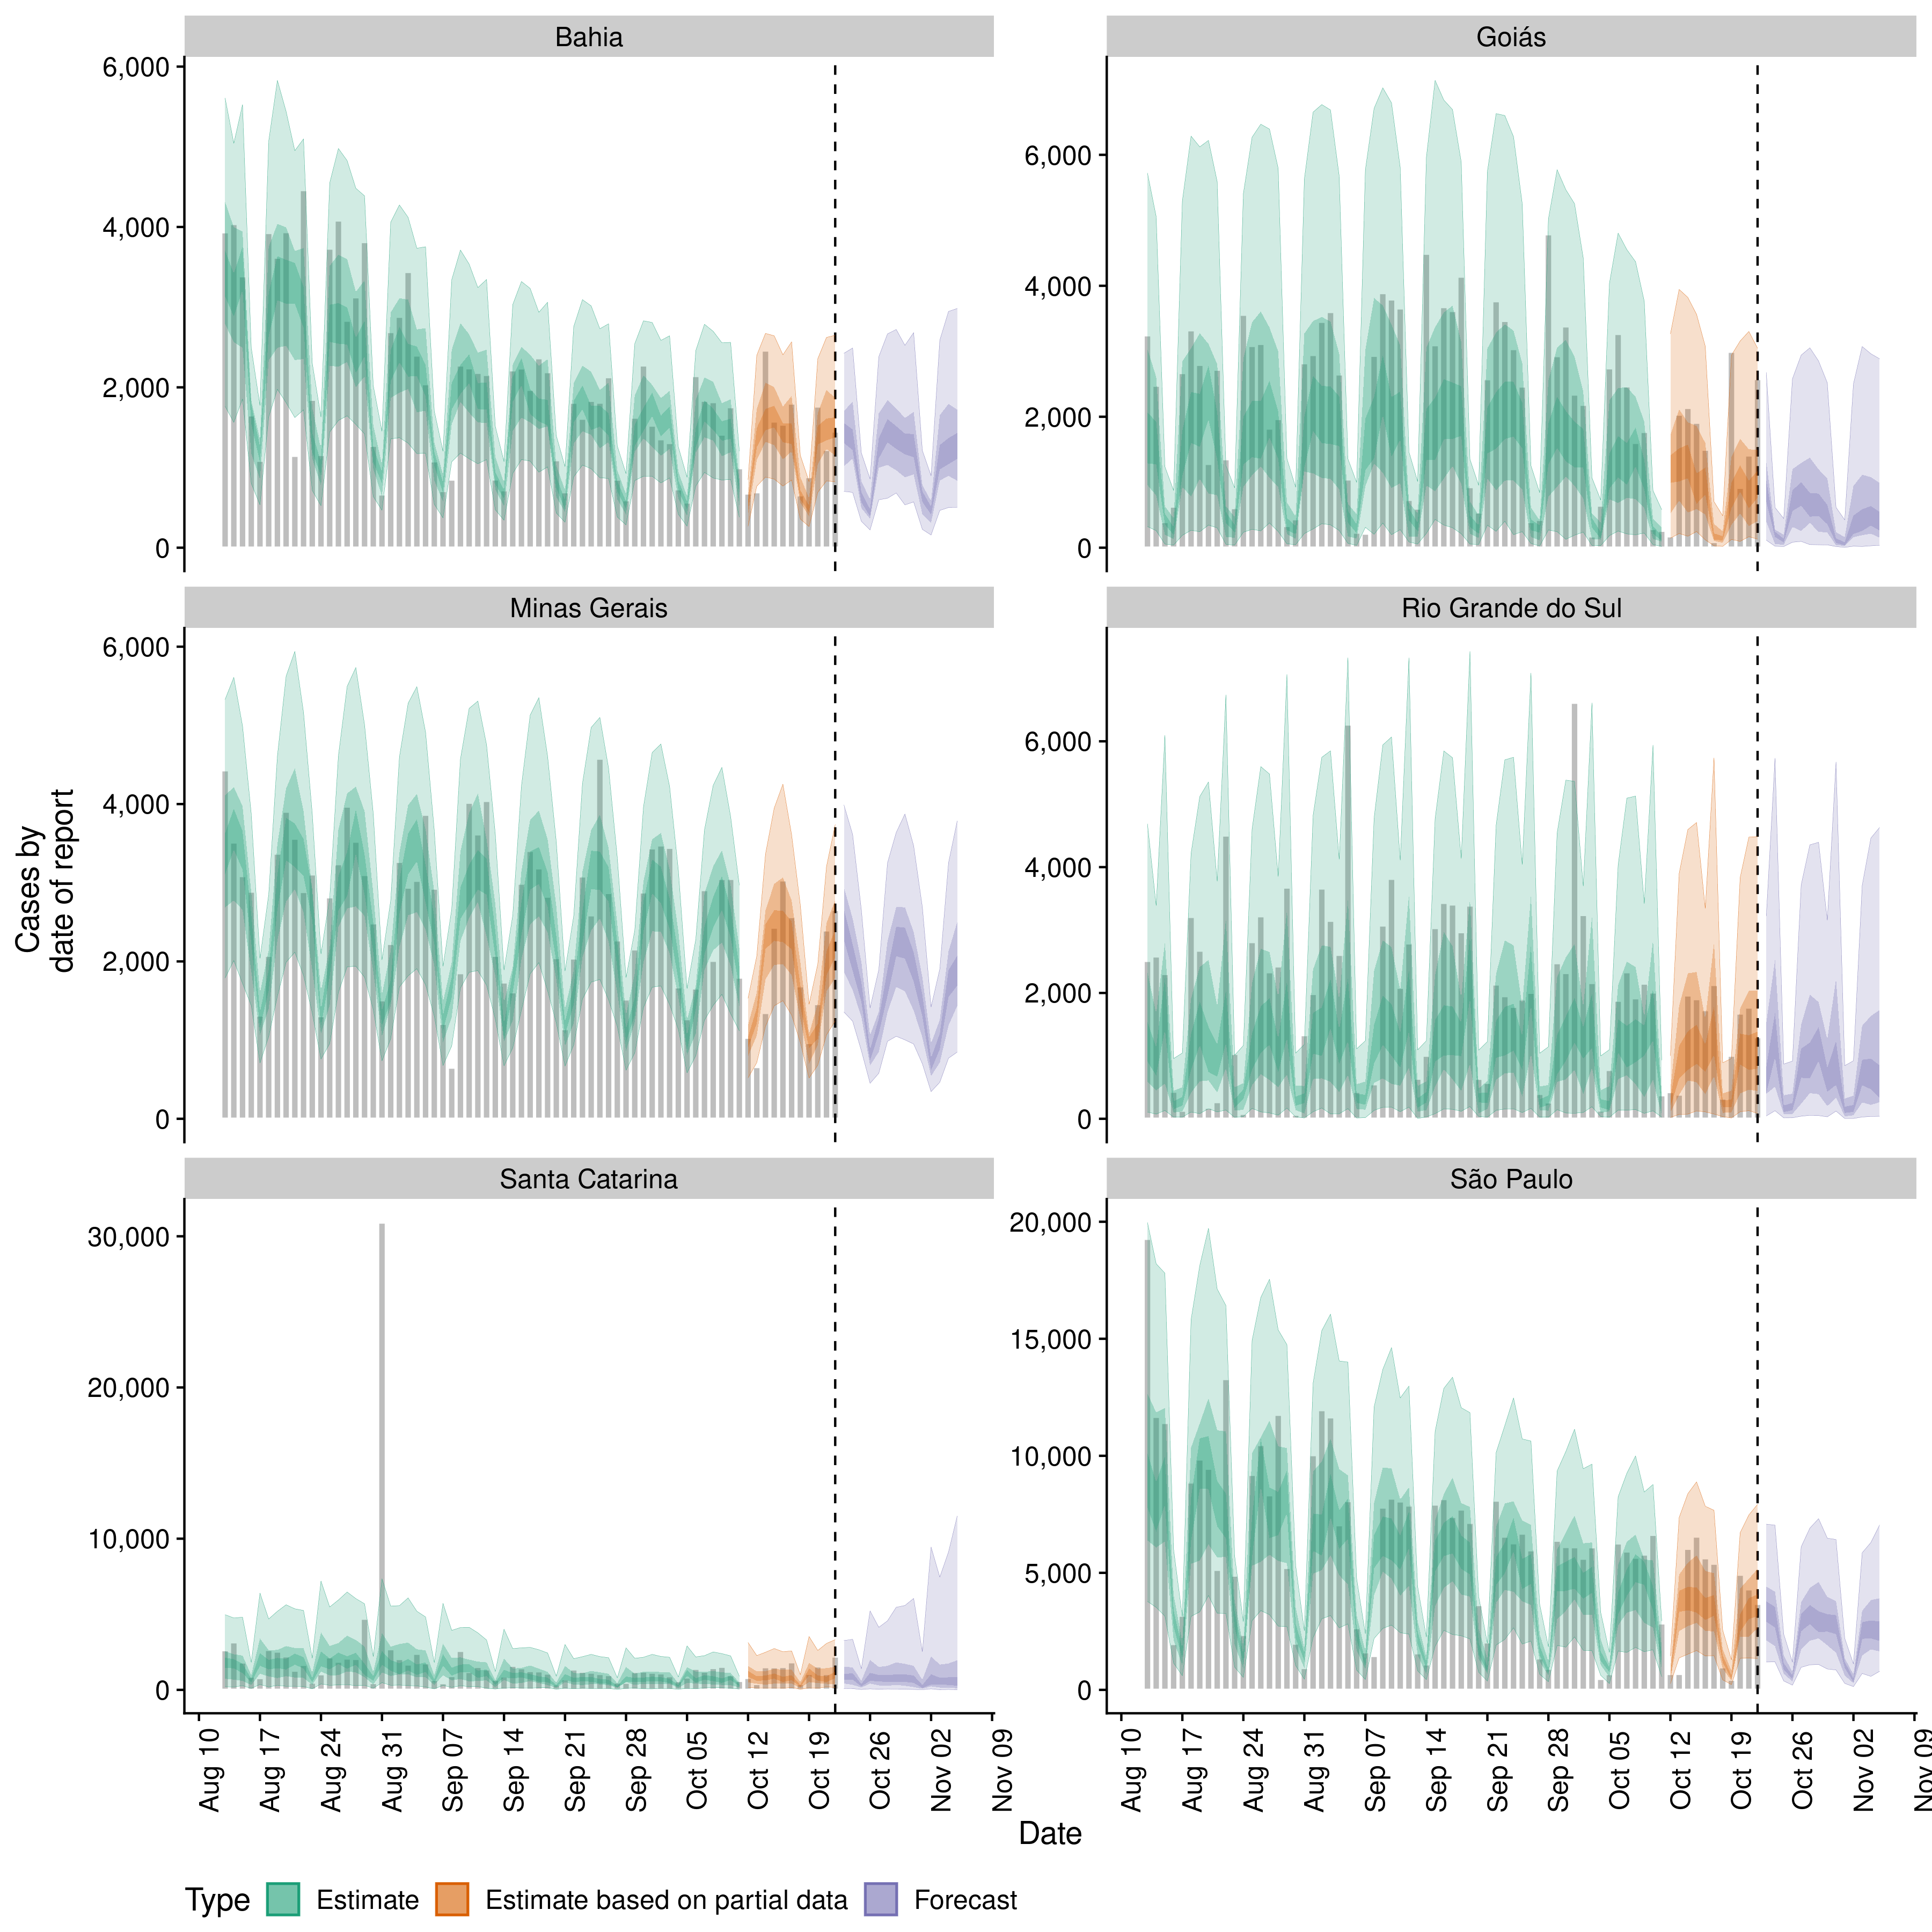 Bahia
Goiás
6,000
4,000
2,000
0
6,000
4,000
2,000
0
Minas Gerais
Rio Grande do Sul
6,000
4,000
2,000
0
6,000
4,000
2,000
0
Cases by
date of report
Santa Catarina
São Paulo
30,000
20,000
10,000
0
20,000
15,000
10,000
5,000
0
Aug 10
Aug 17
Aug 24
Aug 31
Sep 07
Sep 14
Sep 21
Sep 28
Oct 05
Oct 12
Oct 19
Oct 26
Nov 02
Nov 09
Aug 10
Aug 17
Aug 24
Aug 31
Sep 07
Sep 14
Sep 21
Sep 28
Oct 05
Oct 12
Oct 19
Oct 26
Nov 02
Nov 09
Date
Type Estimate Estimate based on partial data Forecast